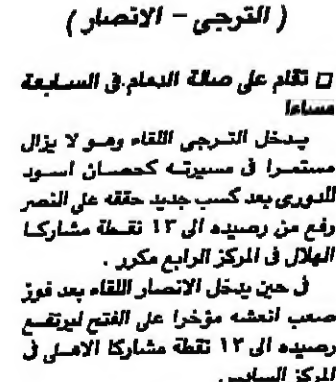 ( الترجي - الانصار )
□ تقام على صالة الدمام في السابعة
مساءا
يدخل الترجي اللقاء وهو لا يزال
مستمرا في مسيرته كحصان اسود
للدوري بعد كسب جديد حققه على النصر
رفع من رصيده الى ١٣ نقطة مشاركا
الهلال في المركز الرابع مكرر .
في حين يدخل الانصار اللقاء بعد فوز
صعب انعشه مؤخرا على الفتح ليرتفع
رصيده الى ١٢ نقطة مشاركا الاهلي في
المركز السادس